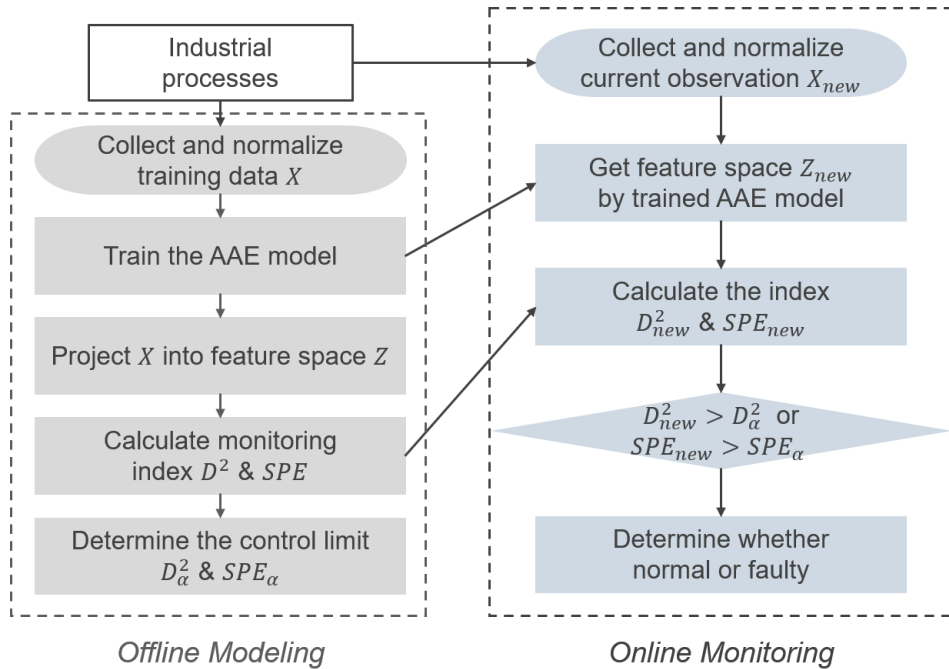 Industrial
processes
Collect and normalize
training data X
Train the AAE model
Project X into feature space Z
Calculate monitoring
index D² & SPE
Determine the control limit
D²_α & SPE_α
Offline Modeling
Collect and normalize
current observation X_new
Get feature space Z_new
by trained AAE model
Calculate the index
D²_new & SPE_new
D²_new > D²_α or
SPE_new > SPE_α
Determine whether
normal or faulty
Online Monitoring